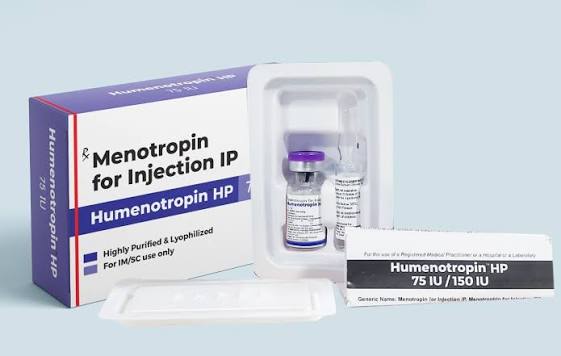 Humenotropin HP
75 IU
Humenotropin HP
75 IU
℞
Menotropin
for Injection IP
Humenotropin HP 7
Highly Purified & Lyophilized
For IM/SC use only
Humenotropin
For the use of a Registered Medical Practitioner or a Hospital or a Laboratory
Humenotropin HP
75 IU / 150 IU
Generic Name: Menotropin for Injection IP,